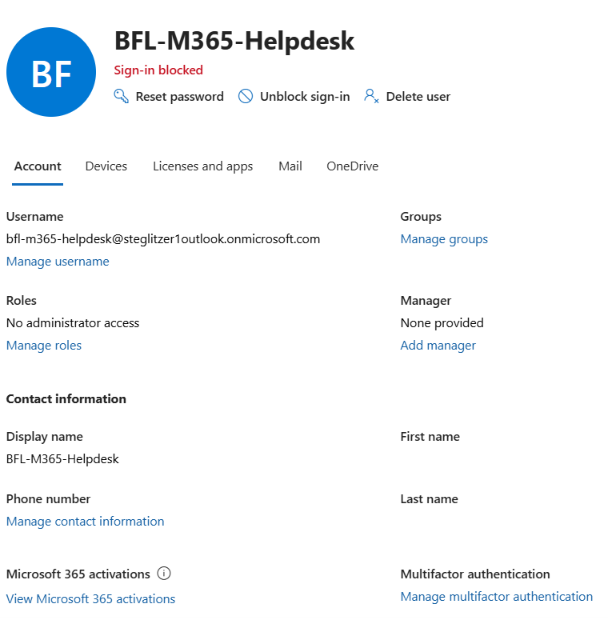 BF
BFL-M365-Helpdesk
Sign-in blocked
Reset password Unblock sign-in Delete user
Account Devices Licenses and apps Mail OneDrive
Username Groups
bfl-m365-helpdesk@steglitzer1outlook.onmicrosoft.com Manage groups
Manage username
Roles Manager
No administrator access None provided
Manage roles Add manager
Contact information
Display name First name
BFL-M365-Helpdesk
Phone number Last name
Manage contact information
Microsoft 365 activations Multifactor authentication
View Microsoft 365 activations Manage multifactor authentication